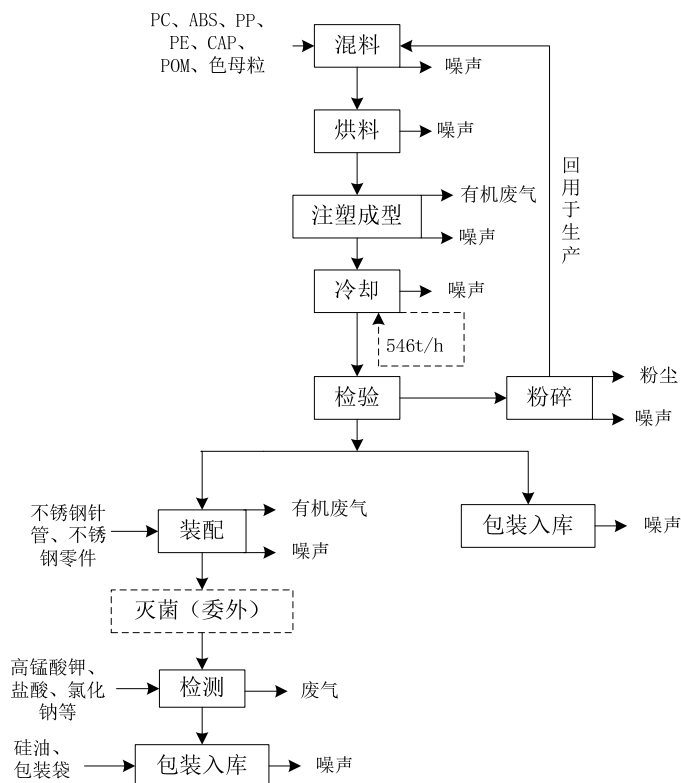 PC、ABS、PP、
PE、CAP、
POM、色母粒
混料
噪声
烘料
噪声
回用于生产
注塑成型
有机废气
噪声
冷却
噪声
546t/h
检验
粉碎
粉尘
噪声
不锈钢针
管、不锈
钢零件
装配
有机废气
噪声
包装入库
噪声
灭菌（委外）
高锰酸钾、
盐酸、氯化
钠等
检测
废气
硅油、
包装袋
包装入库
噪声